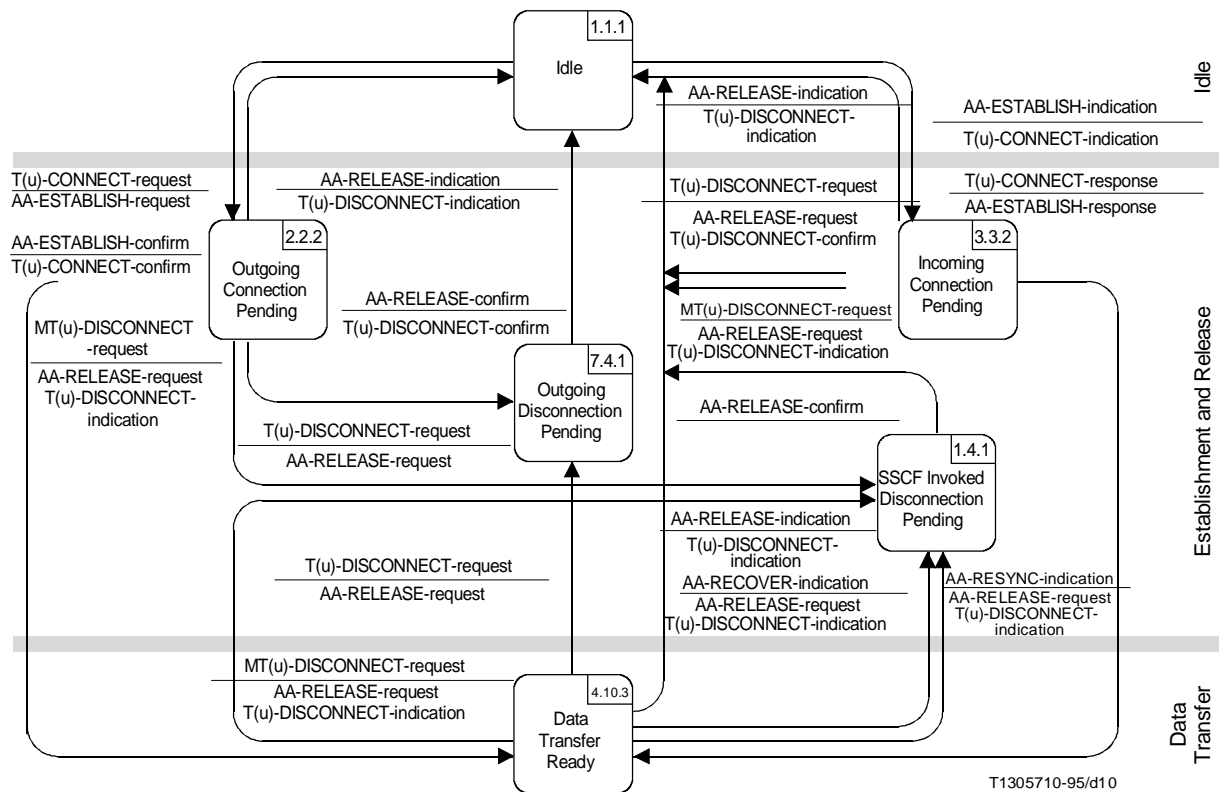 1.1.1
Idle
Idle
AA-RELEASE-indication
T(u)-DISCONNECT-
indication
AA-ESTABLISH-indication
T(u)-CONNECT-indication
T(u)-CONNECT-request
AA-ESTABLISH-request
AA-RELEASE-indication
T(u)-DISCONNECT-indication
T(u)-DISCONNECT-request
AA-RELEASE-request
T(u)-DISCONNECT-confirm
T(u)-CONNECT-response
AA-ESTABLISH-response
AA-ESTABLISH-confirm
T(u)-CONNECT-confirm
2.2.2
Outgoing
Connection
Pending
3.3.2
Incoming
Connection
Pending
AA-RELEASE-confirm
T(u)-DISCONNECT-confirm
MT(u)-DISCONNECT-request
AA-RELEASE-request
T(u)-DISCONNECT-indication
MT(u)-DISCONNECT
-request
AA-RELEASE-request
T(u)-DISCONNECT-
indication
7.4.1
Outgoing
Disconnection
Pending
AA-RELEASE-confirm
T(u)-DISCONNECT-request
AA-RELEASE-request
1.4.1
SSCF Invoked
Disconnection
Pending
Establishment and Release
AA-RELEASE-indication
T(u)-DISCONNECT-
indication
AA-RECOVER-indication
AA-RELEASE-request
T(u)-DISCONNECT-indication
T(u)-DISCONNECT-request
AA-RELEASE-request
AA-RESYNC-indication
AA-RELEASE-request
T(u)-DISCONNECT-
indication
MT(u)-DISCONNECT-request
AA-RELEASE-request
T(u)-DISCONNECT-indication
4.10.3
Data
Transfer
Ready
Data
Transfer
T1305710-95/d10